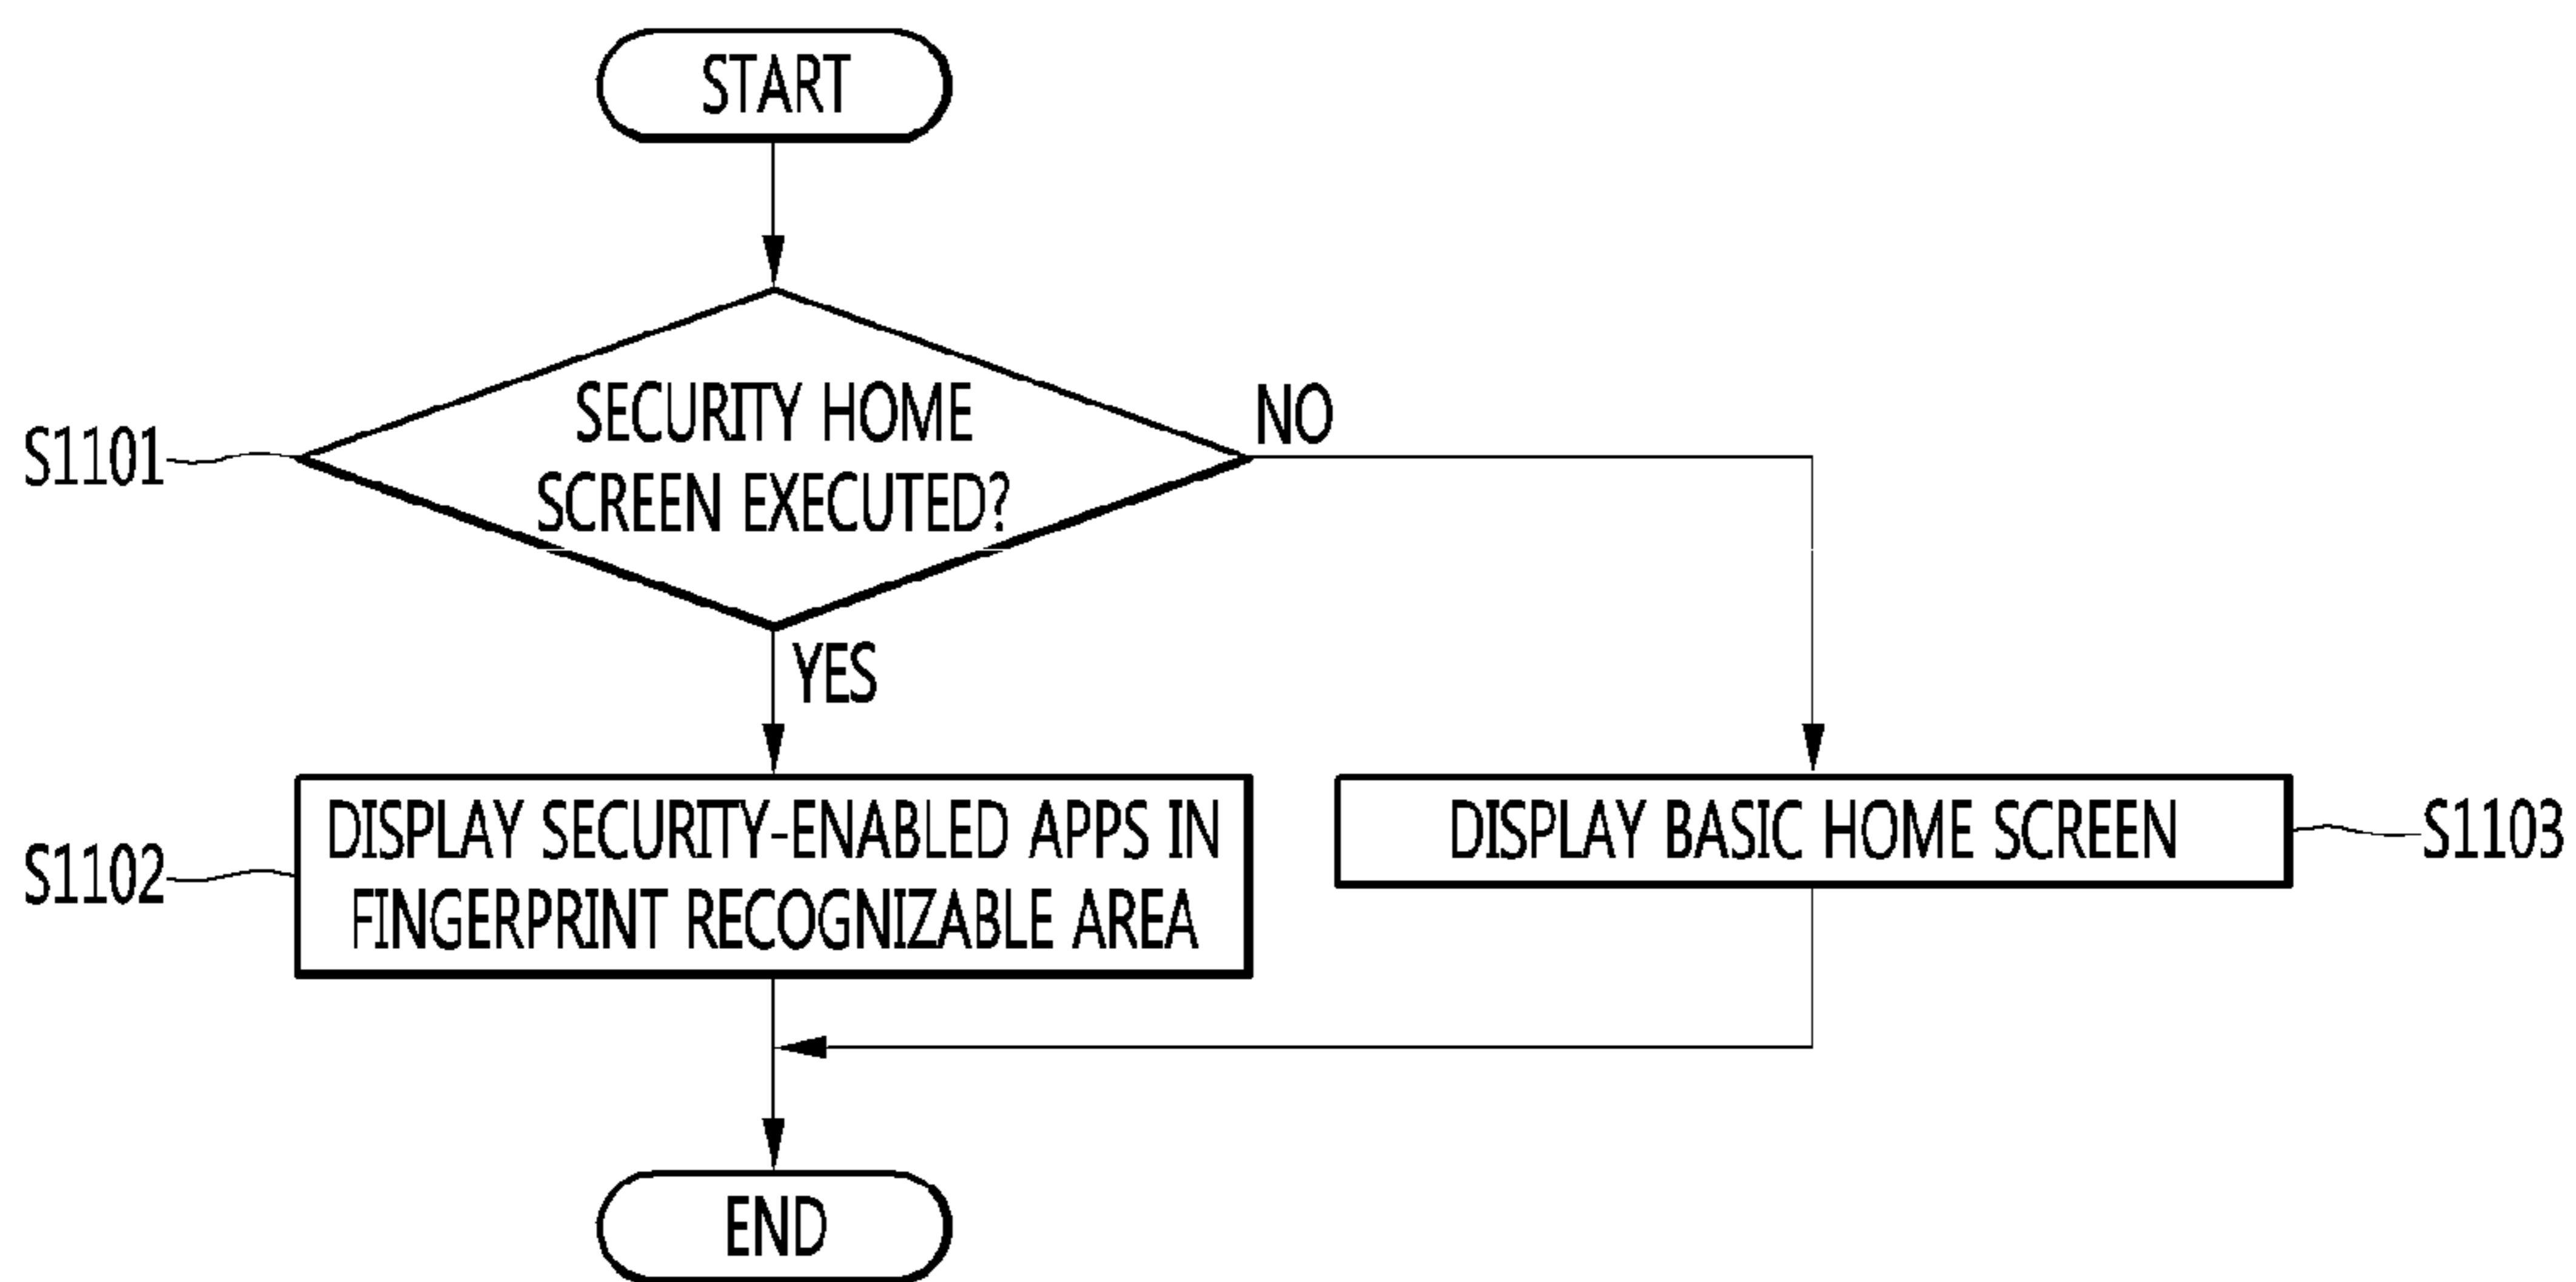 START
S1101
SECURITY HOME
SCREEN EXECUTED?
NO
YES
S1102
DISPLAY SECURITY-ENABLED APPS IN
FINGERPRINT RECOGNIZABLE AREA
DISPLAY BASIC HOME SCREEN
S1103
END